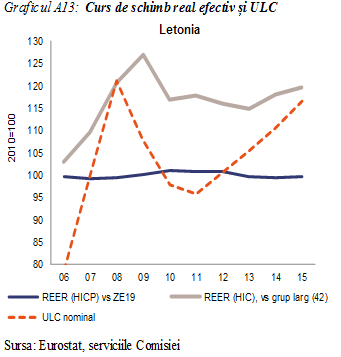 Graficul A13: Curs de schimb real efectiv și ULC
Letonia
130
125
120
115
110
105
100
95
90
85
80
2010=100
06 07 08 09 10 11 12 13 14 15
REER (HICP) vs ZE19
REER (HIC), vs grup larg (42)
ULC nominal
Sursa: Eurostat, serviciile Comisiei